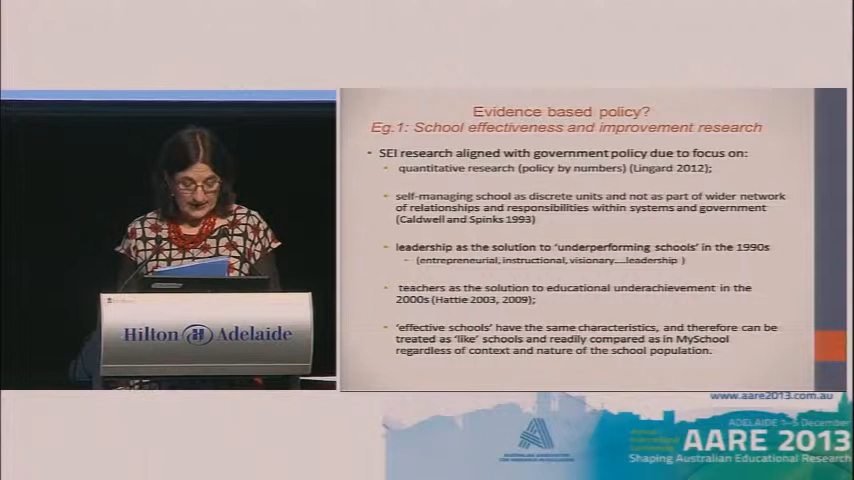 Evidence based policy?
Eg.1: School effectiveness and improvement research
SEI research aligned with government policy due to focus on:
quantitative research (policy by numbers) (Lingard 2012);
self-managing school as discrete units and not as part of wider network
of relationships and responsibilities within systems and government
(Caldwell and Spinks 1993)
leadership as the solution to 'underperforming schools' in the 1990s
- (entrepreneurial, instructional, visionary....leadership )
teachers as the solution to educational underachievement in the
2000s (Hattie 2003, 2009);
'effective schools' have the same characteristics, and therefore can be
treated as 'like' schools and readily compared as in MySchool
regardless of context and nature of the school population.
Hilton H Adelaide
www.aare2013.com.au
ADELAIDE 1-5 December
AARE 2013
Shaping Australian Educational Research